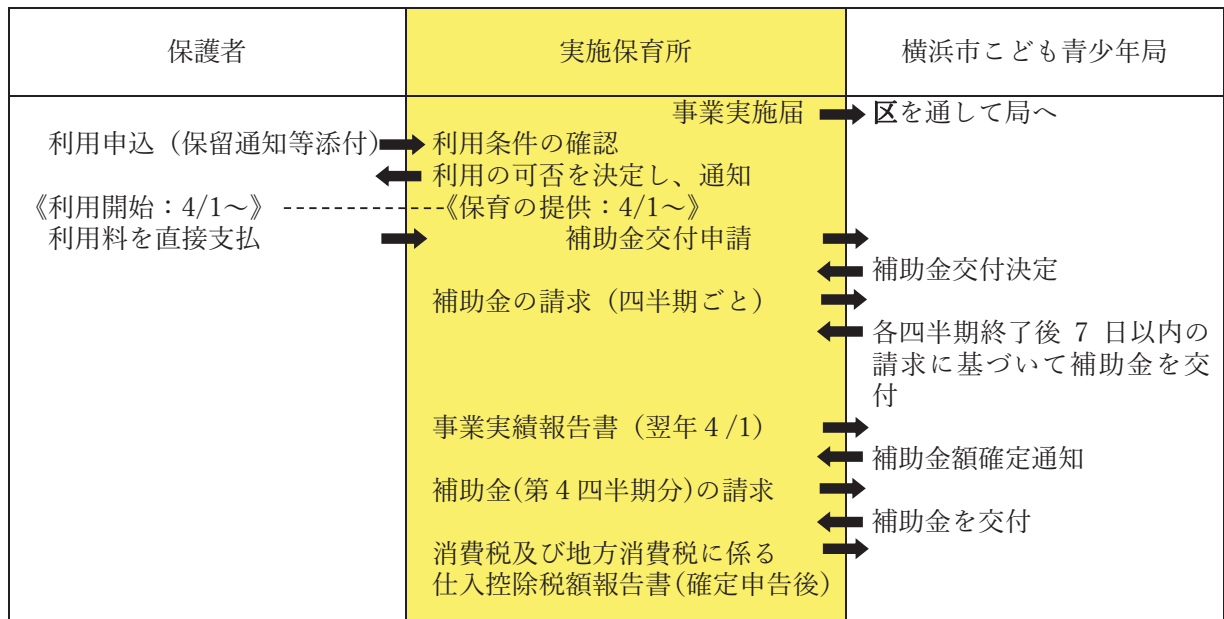 保護者
実施保育所
横浜市こども青少年局
事業実施届
区を通して局へ
利用申込(保留通知等添付)
利用条件の確認
利用の可否を決定し、通知
《利用開始:4/1~》
《保育の提供:4/1~》
利用料を直接支払
補助金交付申請
補助金交付決定
補助金の請求(四半期ごと)
各四半期終了後 7 日以内の
請求に基づいて補助金を交
付
事業実績報告書(翌年4/1)
補助金額確定通知
補助金(第4四半期分)の請求
補助金を交付
消費税及び地方消費税に係る
仕入控除税額報告書(確定申告後)